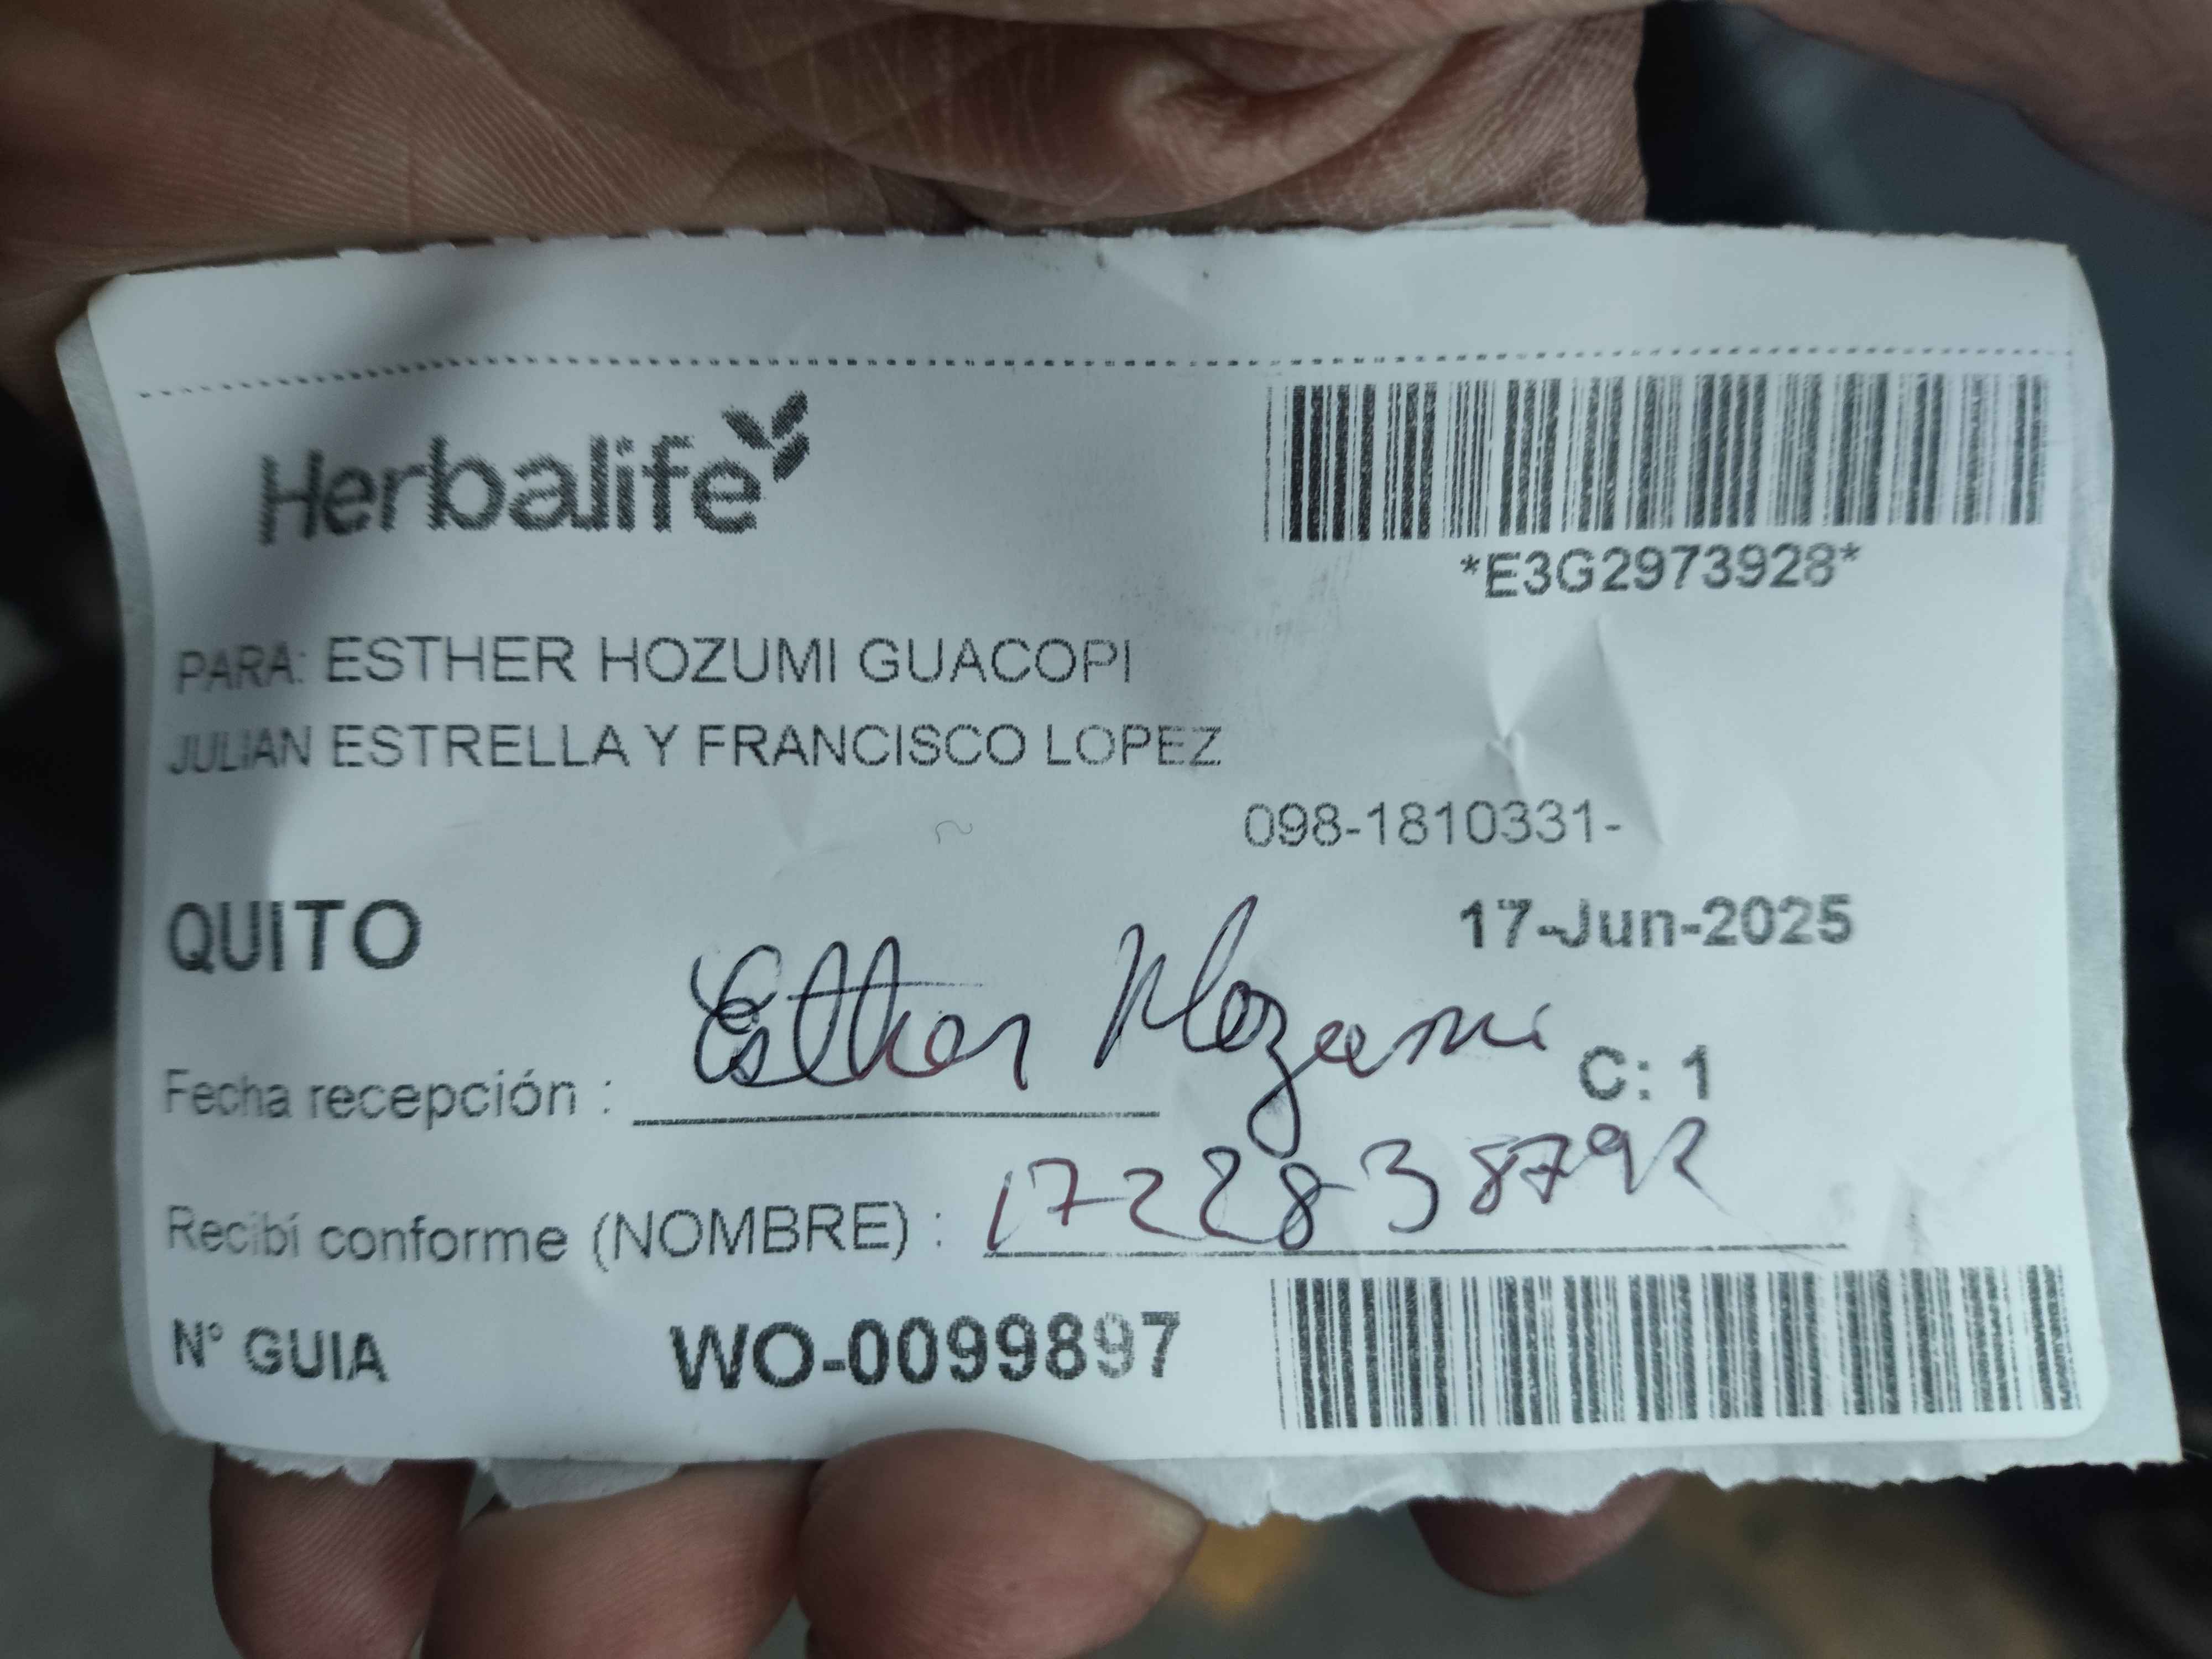 Herbalife
*E3G2973928*
PARA: ESTHER HOZUMI GUACOPI
JULIAN ESTRELLA Y FRANCISCO LOPEZ
098-1810331-
QUITO
17-Jun-2025
Esther Hozumi
Fecha recepción :
C: 1
Recibí conforme (NOMBRE) : 1722838792
N° GUIA WO-0099897